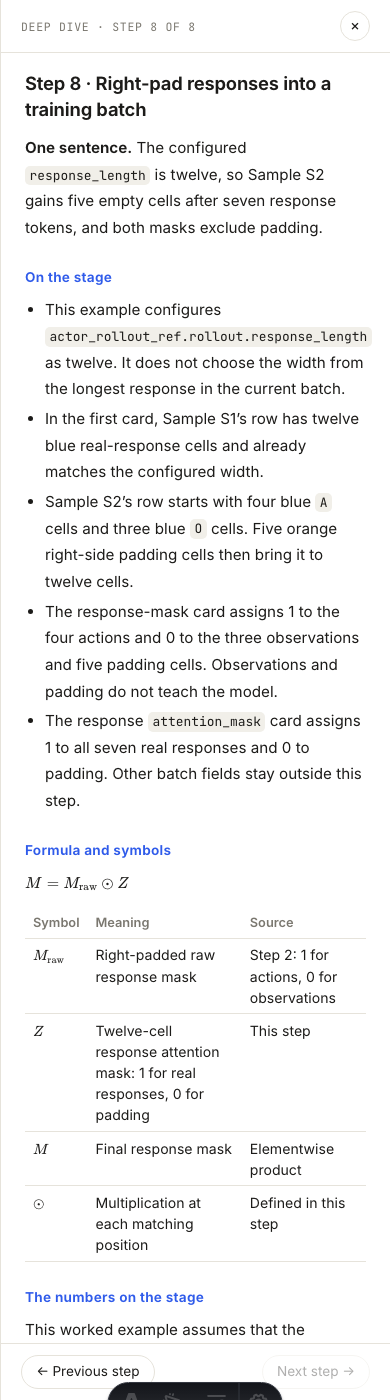 DEEP DIVE · STEP 8 OF 8
×
Step 8 · Right-pad responses into a
training batch
One sentence. The configured
response_length is twelve, so Sample S2
gains five empty cells after seven response
tokens, and both masks exclude padding.
On the stage
• This example configures
actor_rollout_ref.rollout.response_length
as twelve. It does not choose the width from
the longest response in the current batch.
• In the first card, Sample S1’s row has twelve
blue real-response cells and already
matches the configured width.
• Sample S2’s row starts with four blue A
cells and three blue O cells. Five orange
right-side padding cells then bring it to
twelve cells.
• The response-mask card assigns 1 to the
four actions and 0 to the three observations
and five padding cells. Observations and
padding do not teach the model.
• The response attention_mask card assigns
1 to all seven real responses and 0 to
padding. Other batch fields stay outside this
step.
Formula and symbols
M = M_raw ⊙ Z
Symbol Meaning Source
M_raw Right-padded raw Step 2: 1 for
response mask actions, 0 for
observations
Z Twelve-cell This step
response attention
mask: 1 for real
responses, 0 for
padding
M Final response mask Elementwise
product
⊙ Multiplication at Defined in this
each matching step
position
The numbers on the stage
This worked example assumes that the
← Previous step Next step →